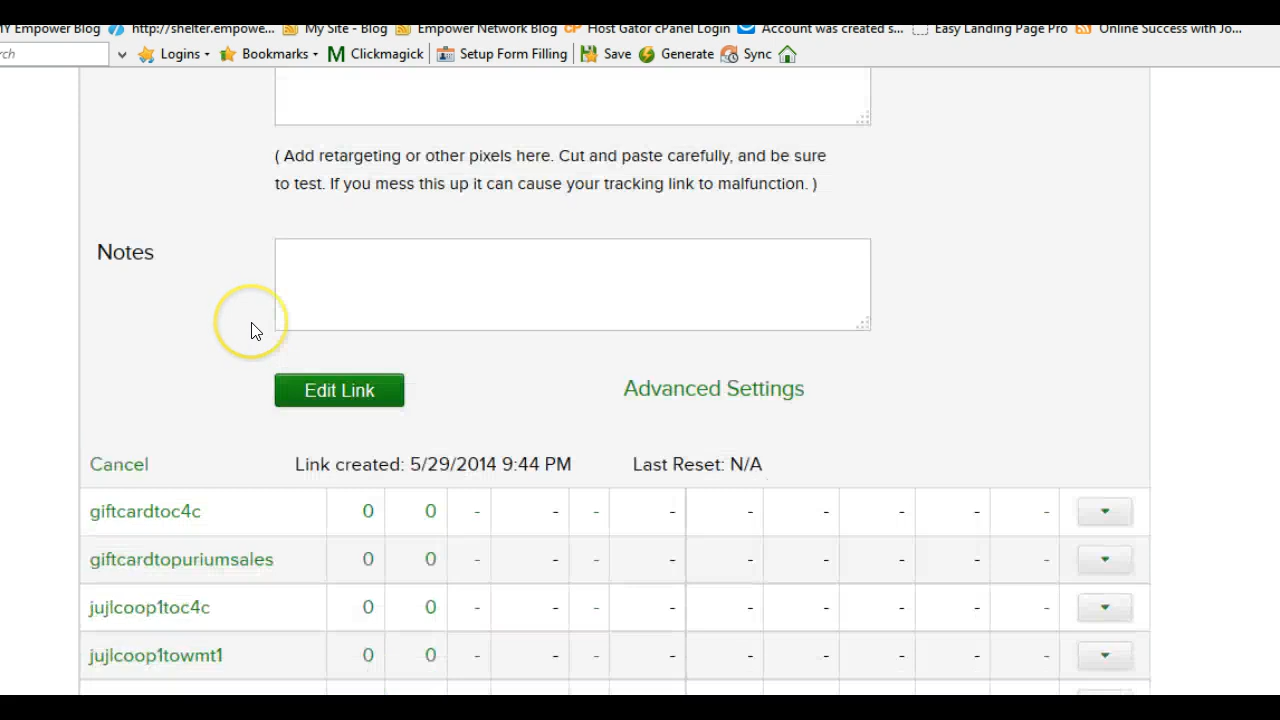 MY Empower Blog http://shelter.empowe... My Site - Blog Empower Network Blog Host Gator cPanel Login Account was created s... Easy Landing Page Pro Online Success with Jo...
rch Logins Bookmarks Clickmagick Setup Form Filling Save Generate Sync
( Add retargeting or other pixels here. Cut and paste carefully, and be sure
to test. If you mess this up it can cause your tracking link to malfunction. )
Notes
Edit Link Advanced Settings
Cancel Link created: 5/29/2014 9:44 PM Last Reset: N/A
giftcardtoc4c 0 0 - - - - - - - - -
giftcardtopuriumsales 0 0 - - - - - - - - -
jujlcoop1toc4c 0 0 - - - - - - - - -
jujlcoop1towmt1 0 0 - - - - - - - - -